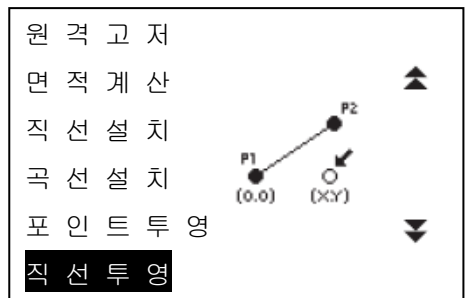 원 격 고 저
면 적 계 산
직 선 설 치
곡 선 설 치
포 인 트 투 영
직 선 투 영
P2
P1
(0.0)
(X.Y)